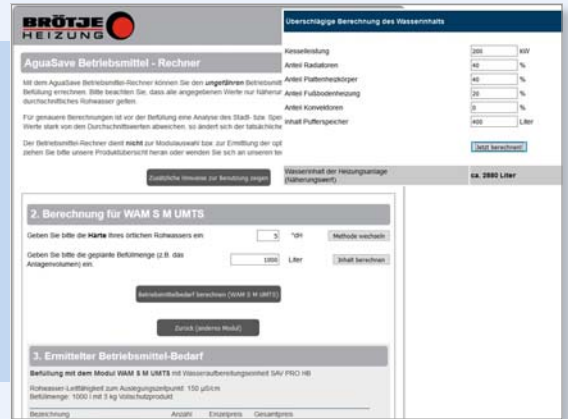 BRÖTJE
HEIZUNG
AguaSave Betriebsmittel - Rechner
Mit dem AguaSave Betriebsmittel-Rechner können Sie den ungefähren Betriebsmit
Befüllung errechnen. Bitte beachten Sie, dass alle angegebenen Werte nur Näherur
durchschnittliches Rohwasser gelten.
Für genauere Berechnungen ist vor der Befüllung eine Analyse des Stadt- bzw. Spei
Werte stark von den Durchschnittswerten abweichen, so ändert sich der tatsächliche
Der Betriebsmittel-Rechner dient nicht zur Modulauswahl bzw. zur Ermittlung der opt
ziehen Sie bitte unsere Produktübersicht heran oder wenden Sie sich an unseren te
Zusätzliche Hinweise zur Benutzung zeigen
Überschlägige Berechnung des Wasserinhalts
Kesselleistung 200 kW
Anteil Radiatoren 40 %
Anteil Plattenheizkörper 40 %
Anteil Fußbodenheizung 20 %
Anteil Konvektoren 0 %
Inhalt Pufferspeicher 400 Liter
Jetzt berechnen!
Wasserinhalt der Heizungsanlage ca. 2880 Liter
(Näherungswert)
2. Berechnung für WAM S M UMTS
Geben Sie bitte die Härte Ihres örtlichen Rohwassers ein. 5 °dH Methode wechseln
Geben Sie bitte die geplante Befüllmenge (z.B. das
Anlagenvolumen) ein. 1000 Liter Inhalt berechnen
Betriebsmittelbedarf berechnen (WAM S M UMTS)
Zurück (anderes Modul)
3. Ermittelter Betriebsmittel-Bedarf
Befüllung mit dem Modul WAM S M UMTS mit Wasseraufbereitungseinheit SAV PRO HB
Rohwasser-Leitfähigkeit zum Auslegungszeitpunkt: 150 µS/cm
Befüllmenge: 1000 l mit 3 kg Vollschutzprodukt
Bezeichnung Anzahl Einzelpreis Gesamtpreis